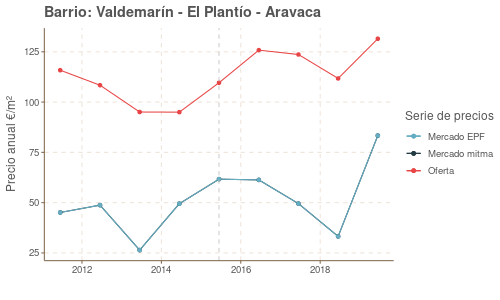 Barrio: Valdemarín - El Plantío - Aravaca
Precio anual €/m²
125
100
75
50
25
2012
2014
2016
2018
Serie de precios
Mercado EPF
Mercado mitma
Oferta